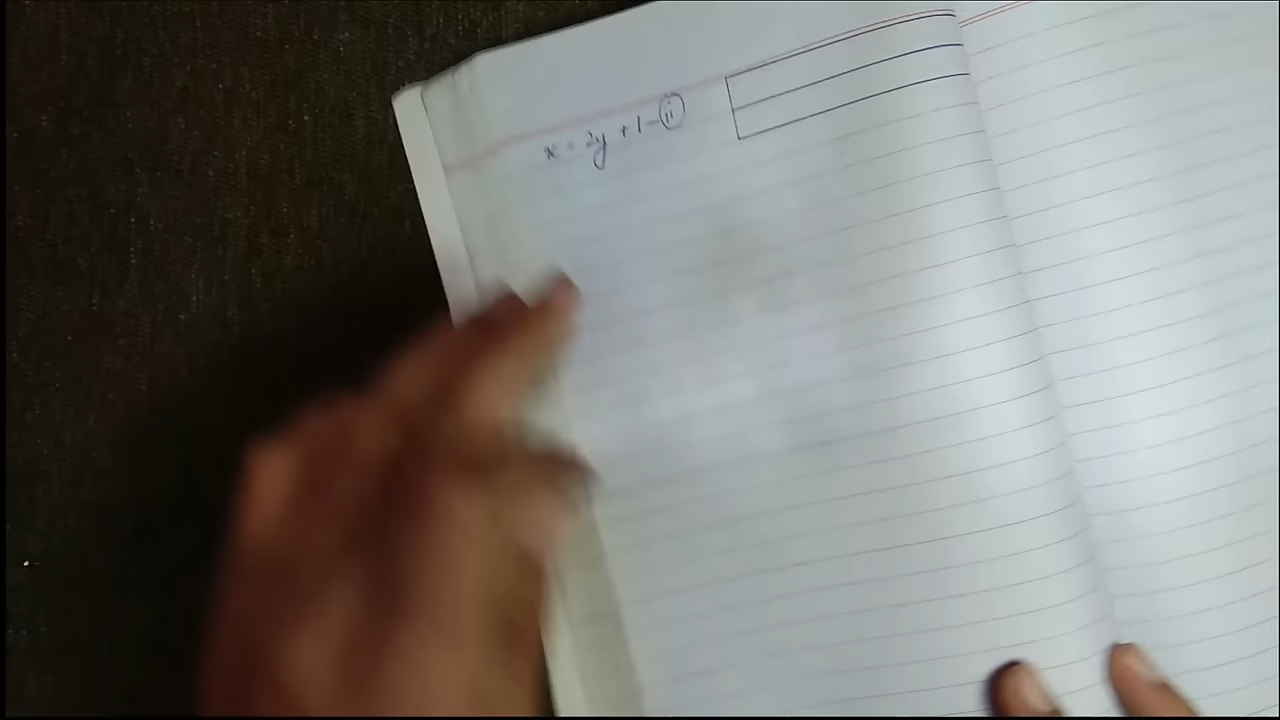 x = 2y + 1 - ii